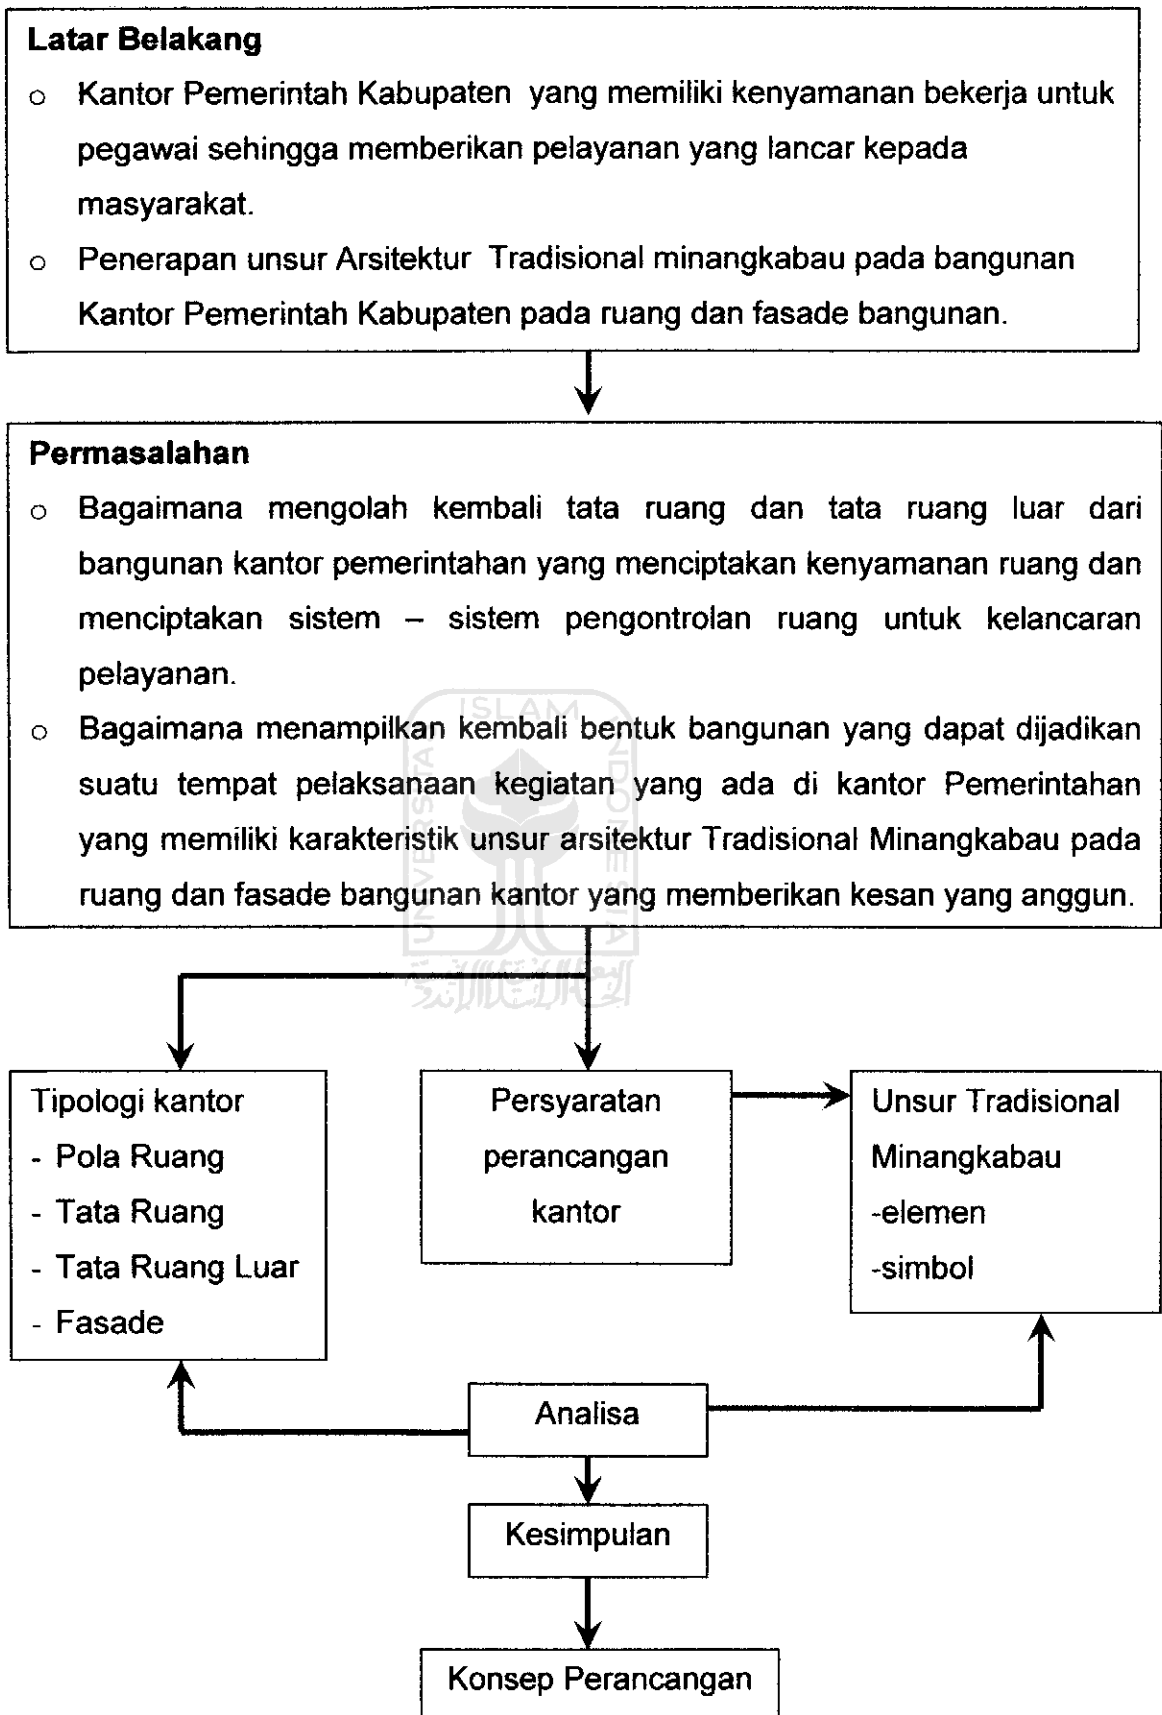 Latar Belakang
o Kantor Pemerintah Kabupaten yang memiliki kenyamanan bekerja untuk
pegawai sehingga memberikan pelayanan yang lancar kepada
masyarakat.
o Penerapan unsur Arsitektur Tradisional minangkabau pada bangunan
Kantor Pemerintah Kabupaten pada ruang dan fasade bangunan.
Permasalahan
o Bagaimana mengolah kembali tata ruang dan tata ruang luar dari
bangunan kantor pemerintahan yang menciptakan kenyamanan ruang dan
menciptakan sistem – sistem pengontrolan ruang untuk kelancaran
pelayanan.
o Bagaimana menampilkan kembali bentuk bangunan yang dapat dijadikan
suatu tempat pelaksanaan kegiatan yang ada di kantor Pemerintahan
yang memiliki karakteristik unsur arsitektur Tradisional Minangkabau pada
ruang dan fasade bangunan kantor yang memberikan kesan yang anggun.
UNIVERSITA
ISLAM
INDONESIA
Tipologi kantor
- Pola Ruang
- Tata Ruang
- Tata Ruang Luar
- Fasade
Persyaratan
perancangan
kantor
Unsur Tradisional
Minangkabau
-elemen
-simbol
Analisa
Kesimpulan
Konsep Perancangan